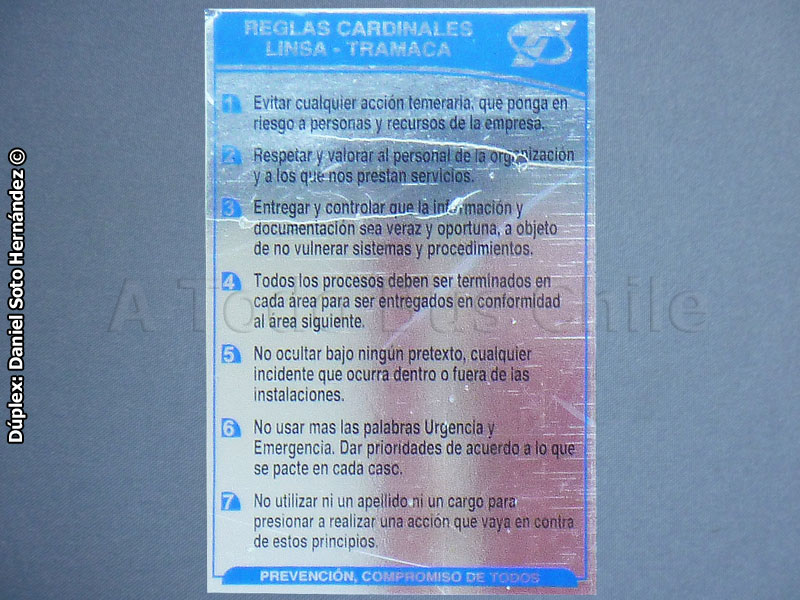 REGLAS CARDINALES
LINSA - TRAMACA
1 Evitar cualquier acción temeraria, que ponga en
riesgo a personas y recursos de la empresa.
2 Respetar y valorar al personal de la organización
y a los que nos prestan servicios.
3 Entregar y controlar que la información y
documentación sea veraz y oportuna, a objeto
de no vulnerar sistemas y procedimientos.
4 Todos los procesos deben ser terminados en
cada área para ser entregados en conformidad
al área siguiente.
5 No ocultar bajo ningún pretexto, cualquier
incidente que ocurra dentro o fuera de las
instalaciones.
6 No usar mas las palabras Urgencia y
Emergencia. Dar prioridades de acuerdo a lo que
se pacte en cada caso.
7 No utilizar ni un apellido ni un cargo para
presionar a realizar una acción que vaya en contra
de estos principios.
PREVENCIÓN, COMPROMISO DE TODOS
Dúplex: Daniel Soto Hernández ©
A Todo Bus Chile